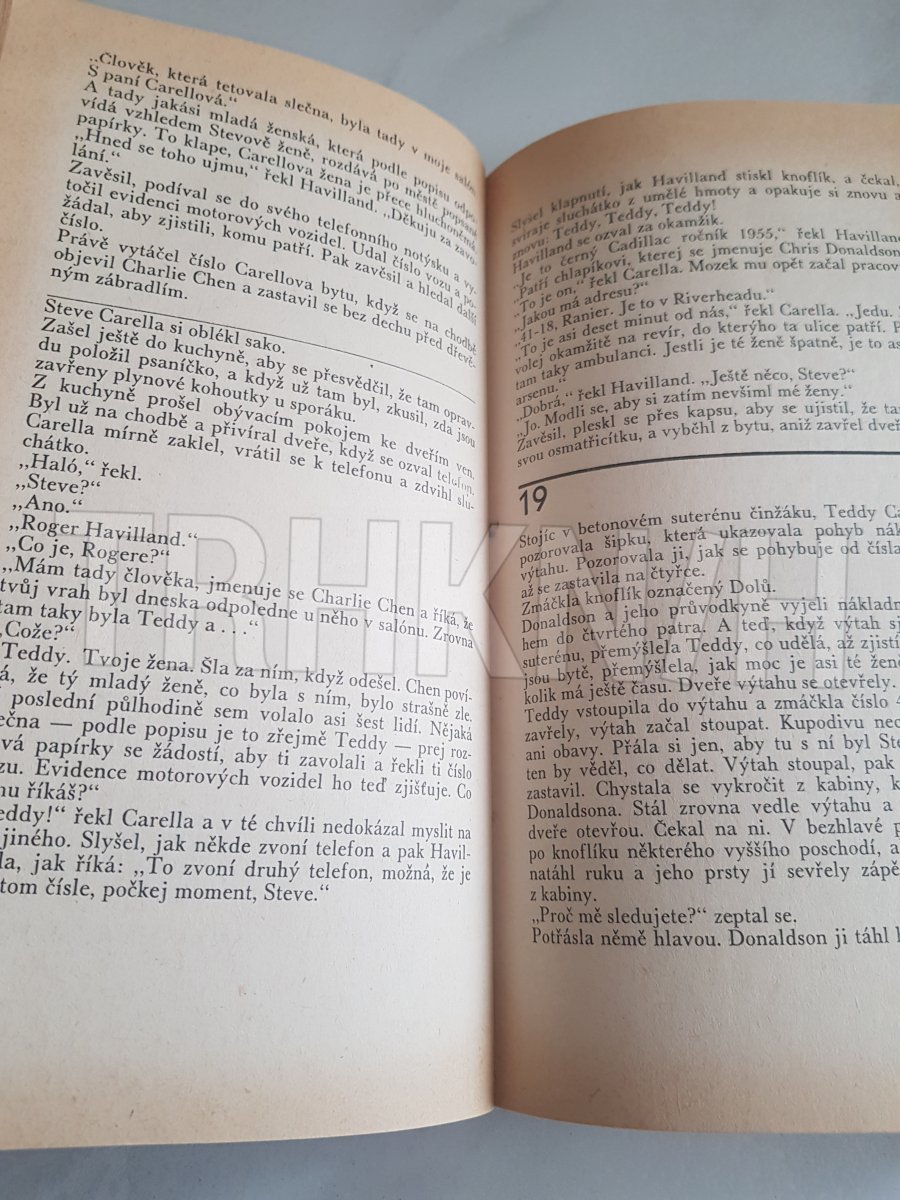 „Člověk, která tetovala slečna, byla tady v moje salón
S paní Carellová.“
A tady jakási mladá ženská, která podle popisu odpo-
vídá vzhledem Stevově ženě, rozdává po městě popsané
papírky. To klape, Carellova žena je přece hluchoněmá
„Hned se toho ujmu,“ řekl Havilland. „Děkuju za zavo-
lání.“
Zavěsil, podíval se do svého telefonního notýsku a vy-
točil evidenci motorových vozidel. Udal číslo vozu a po-
žádal, aby zjistili, komu patří. Pak zavěsil a hledal další
číslo.
Právě vytáčel číslo Carellova bytu, když se na chodbě
objevil Charlie Chen a zastavil se bez dechu před dřevě-
ným zábradlím.
Steve Carella si oblékl sako.
Zašel ještě do kuchyně, aby se přesvědčil, že tam oprav-
du položil psaníčko, a když už tam byl, zkusil, zda jsou
zavřeny plynové kohoutky u sporáku.
Z kuchyně prošel obývacím pokojem ke dveřím ven.
Byl už na chodbě a přivíral dveře, když se ozval telefon.
Carella mírně zaklel, vrátil se k telefonu a zdvihl slu-
chátko.
„Haló,“ řekl.
„Steve?“
„Ano.“
„Roger Havilland.“
„Co je, Rogere?“
„Mám tady člověka, jmenuje se Charlie Chen a říká, že
tvůj vrah byl dneska odpoledne u něho v salónu. Zrovna
tam taky byla Teddy a . . .“
„Cože?“
Teddy. Tvoje žena. Šla za ním, když odešel. Chen poví-
á, že tý mladý ženě, co byla s ním, bylo strašně zle.
poslední půlhodině sem volalo asi šest lidí. Nějaká
ečna — podle popisu je to zřejmě Teddy — prej roz-
vá papírky se žádostí, aby ti zavolali a řekli ti číslo
zu. Evidence motorových vozidel ho teď zjišťuje. Co
mu říkáš?“
eddy!“ řekl Carella a v té chvíli nedokázal myslit na
jiného. Slyšel, jak někde zvoní telefon a pak Havil-
la, jak říká: „To zvoní druhý telefon, možná, že je
tom čísle, počkej moment, Steve.“
Slyšel klapnutí, jak Havilland stiskl knoflík, a čekal,
svíraje sluchátko z umělé hmoty a opakuje si znovu a
znovu: Teddy, Teddy, Teddy!
Havilland se ozval za okamžik.
„Je to černý Cadillac ročník 1955,“ řekl Havilland
„Patří chlapíkovi, kterej se jmenuje Chris Donaldson
„To je on,“ řekl Carella. Mozek mu opět začal pracov
„Jakou má adresu?“
„41-18, Ranier. Je to v Riverheadu.“
„To je asi deset minut od nás,“ řekl Carella. „Jedu.
volej okamžitě na revír, do kterýho ta ulice patří. P
tam taky ambulanci. Jestli je té ženě špatně, je to as
arsenu.“
„Dobrá,“ řekl Havilland. „Ještě něco, Steve?“
„Jo. Modli se, aby si zatím nevšiml mé ženy.“
Zavěsil, pleskl se přes kapsu, aby se ujistil, že ta
svou osmatřicítku, a vyběhl z bytu, aniž zavřel dveř
19
Stojíc v betonovém suterénu činžáku, Teddy Ca
pozorovala šipku, která ukazovala pohyb nák
výtahu. Pozorovala ji, jak se pohybuje od čísla
až se zastavila na čtyřce.
Zmáčkla knoflík označený Dolů.
Donaldson a jeho průvodkyně vyjeli nákladn
hem do čtvrtého patra. A teď, když výtah sj
suterénu, přemýšlela Teddy, co udělá, až zjistí
jsou bytě, přemýšlela, jak moc je asi té ženě
kolik má ještě času. Dveře výtahu se otevřely.
Teddy vstoupila do výtahu a zmáčkla číslo 4
zavřely, výtah začal stoupat. Kupodivu nec
ani obavy. Přála si jen, aby tu s ní byl Ste
ten by věděl, co dělat. Výtah stoupal, pak
zastavil. Chystala se vykročit z kabiny, k
Donaldsona. Stál zrovna vedle výtahu a
dveře otevřou. Čekal na ni. V bezhlavé p
po knoflíku některého vyššího poschodí, a
natáhl ruku a jeho prsty jí sevřely zápě
z kabiny.
„Proč mě sledujete?“ zeptal se.
Potřásla němě hlavou. Donaldson ji táhl k